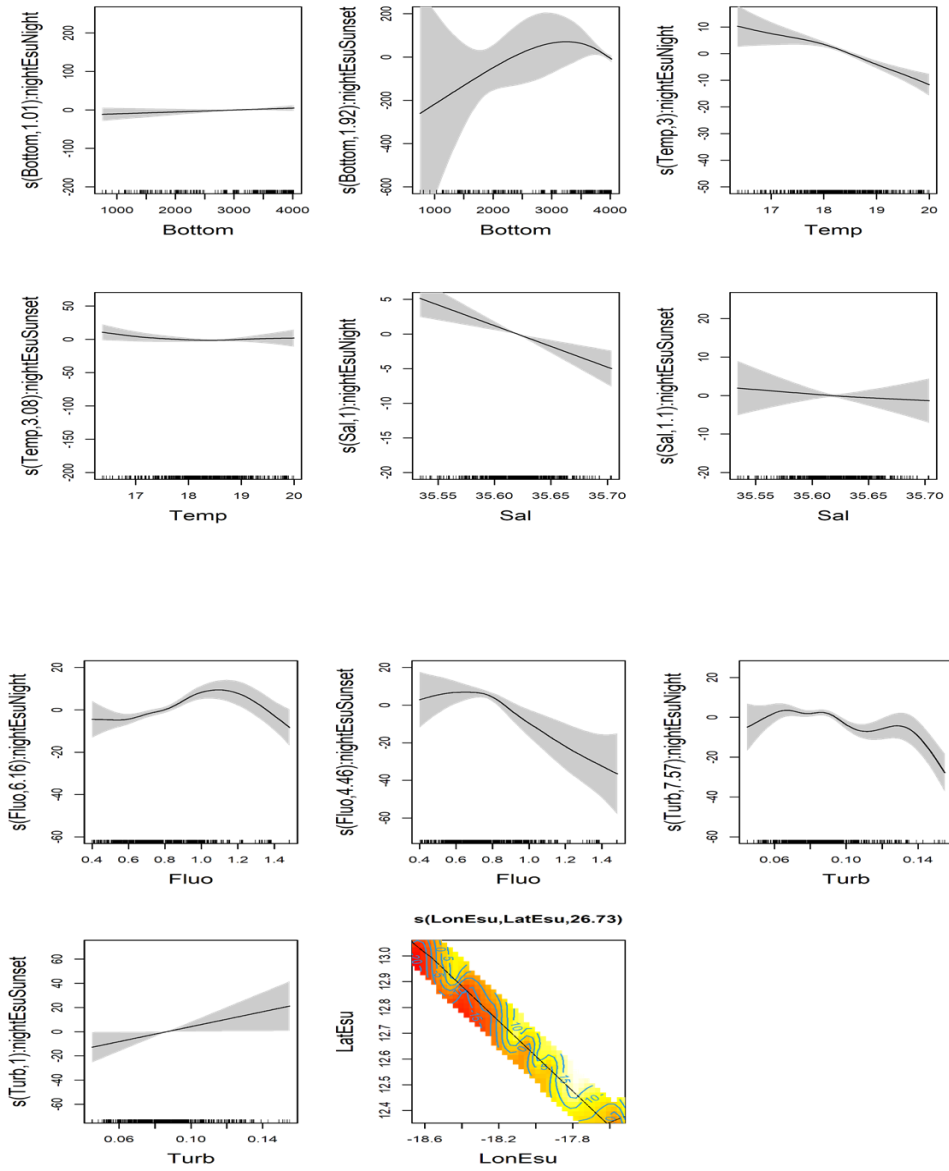 s(Bottom,1.01):nightEsuNight
-200 -100 0 100 200
1000 2000 3000 4000
Bottom
s(Bottom,1.92):nightEsuSunset
-600 -400 -200 0 200
1000 2000 3000 4000
Bottom
s(Temp,3):nightEsuNight
-50 -40 -30 -20 -10 0 10
17 18 19 20
Temp
s(Temp,3.08):nightEsuSunset
-200 -150 -100 -50 0 50
17 18 19 20
Temp
s(Sal,1):nightEsuNight
-20 -15 -10 -5 0 5
35.55 35.60 35.65 35.70
Sal
s(Sal,1.1):nightEsuSunset
-20 -10 0 10 20
35.55 35.60 35.65 35.70
Sal
s(Fluo,6.16):nightEsuNight
-60 -40 -20 0 20
0.4 0.6 0.8 1.0 1.2 1.4
Fluo
s(Fluo,4.46):nightEsuSunset
-60 -40 -20 0 20
0.4 0.6 0.8 1.0 1.2 1.4
Fluo
s(Turb,7.57):nightEsuNight
-60 -40 -20 0 20
0.06 0.10 0.14
Turb
s(Turb,1):nightEsuSunset
-60 -40 -20 0 20 40 60
0.06 0.10 0.14
Turb
s(LonEsu,LatEsu,26.73)
LatEsu
12.4 12.5 12.6 12.7 12.8 12.9 13.0
-18.6 -18.2 -17.8
LonEsu